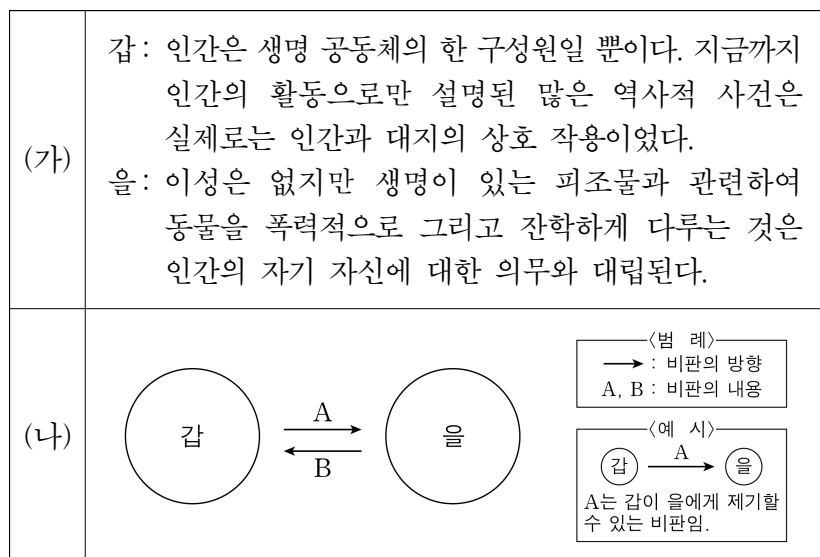 (가)
갑: 인간은 생명 공동체의 한 구성원일 뿐이다. 지금까지
인간의 활동으로만 설명된 많은 역사적 사건은
실제로는 인간과 대지의 상호 작용이었다.
을: 이성은 없지만 생명이 있는 피조물과 관련하여
동물을 폭력적으로 그리고 잔학하게 다루는 것은
인간의 자기 자신에 대한 의무와 대립된다.
(나)
갑
A
B
을
<범 례>
→ : 비판의 방향
A, B : 비판의 내용
<예 시>
갑 A 을
A는 갑이 을에게 제기할
수 있는 비판임.